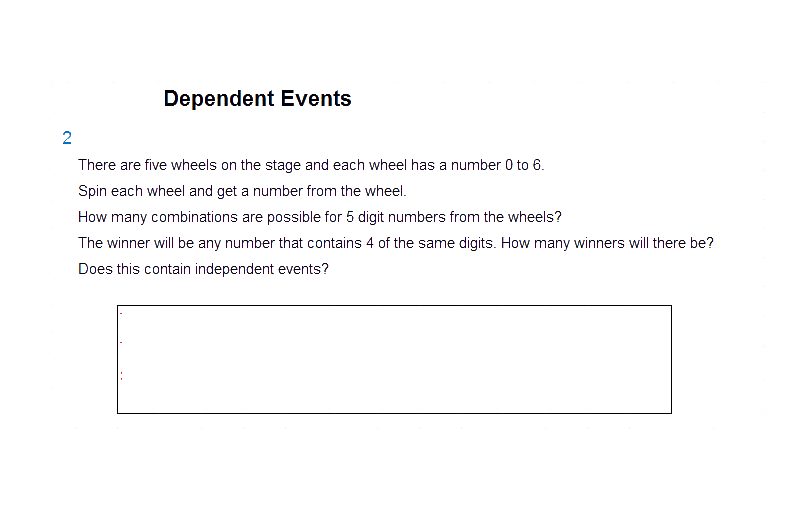 Dependent Events
2
There are five wheels on the stage and each wheel has a number 0 to 6.
Spin each wheel and get a number from the wheel.
How many combinations are possible for 5 digit numbers from the wheels?
The winner will be any number that contains 4 of the same digits. How many winners will there be?
Does this contain independent events?